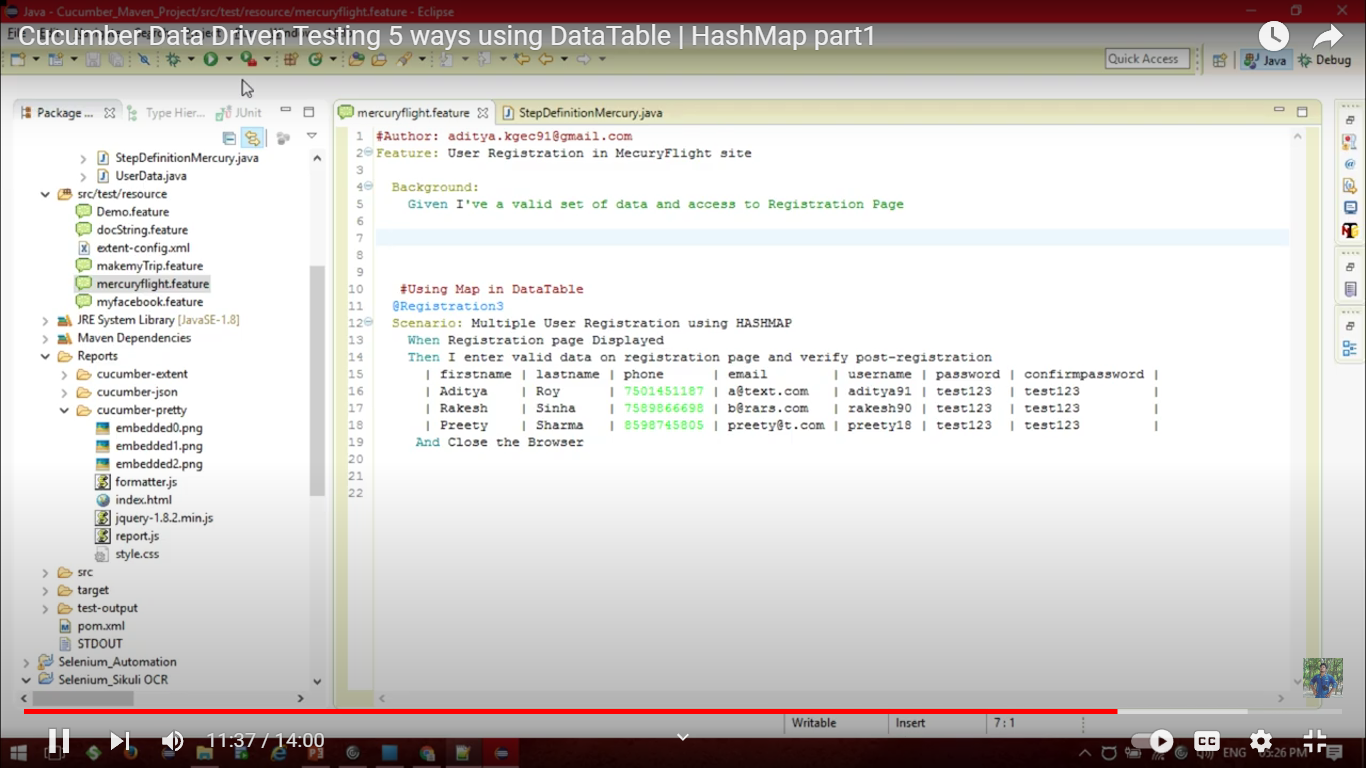 Java - Cucumber_Maven_Project/src/test/resource/mercuryflight.feature - Eclipse
Cucumber Data Driven Testing 5 ways using DataTable | HashMap part1
Quick Access
Java
Debug
Package ...
Type Hier...
JUnit
StepDefinitionMercury.java
UserData.java
src/test/resource
Demo.feature
docString.feature
extent-config.xml
makemyTrip.feature
mercuryflight.feature
myfacebook.feature
JRE System Library [JavaSE-1.8]
Maven Dependencies
Reports
cucumber-extent
cucumber-json
cucumber-pretty
embedded0.png
embedded1.png
embedded2.png
formatter.js
index.html
jquery-1.8.2.min.js
report.js
style.css
src
target
test-output
pom.xml
STDOUT
Selenium_Automation
Selenium_Sikuli OCR
mercuryflight.feature
StepDefinitionMercury.java
1 #Author: aditya.kgec91@gmail.com
2 Feature: User Registration in MecuryFlight site
3
4 Background:
5 Given I've a valid set of data and access to Registration Page
6
7
8
9
10 #Using Map in DataTable
11 @Registration3
12 Scenario: Multiple User Registration using HASHMAP
13 When Registration page Displayed
14 Then I enter valid data on registration page and verify post-registration
15 | firstname | lastname | phone | email | username | password | confirmpassword |
16 | Aditya | Roy | 7501451187 | a@text.com | aditya91 | test123 | test123 |
17 | Rakesh | Sinha | 7589866698 | b@rars.com | rakesh90 | test123 | test123 |
18 | Preety | Sharma | 8598745805 | preety@t.com | preety18 | test123 | test123 |
19 And Close the Browser
20
21
22
Writable
Insert
7 : 1
11:37 / 14:00
CC
ENG